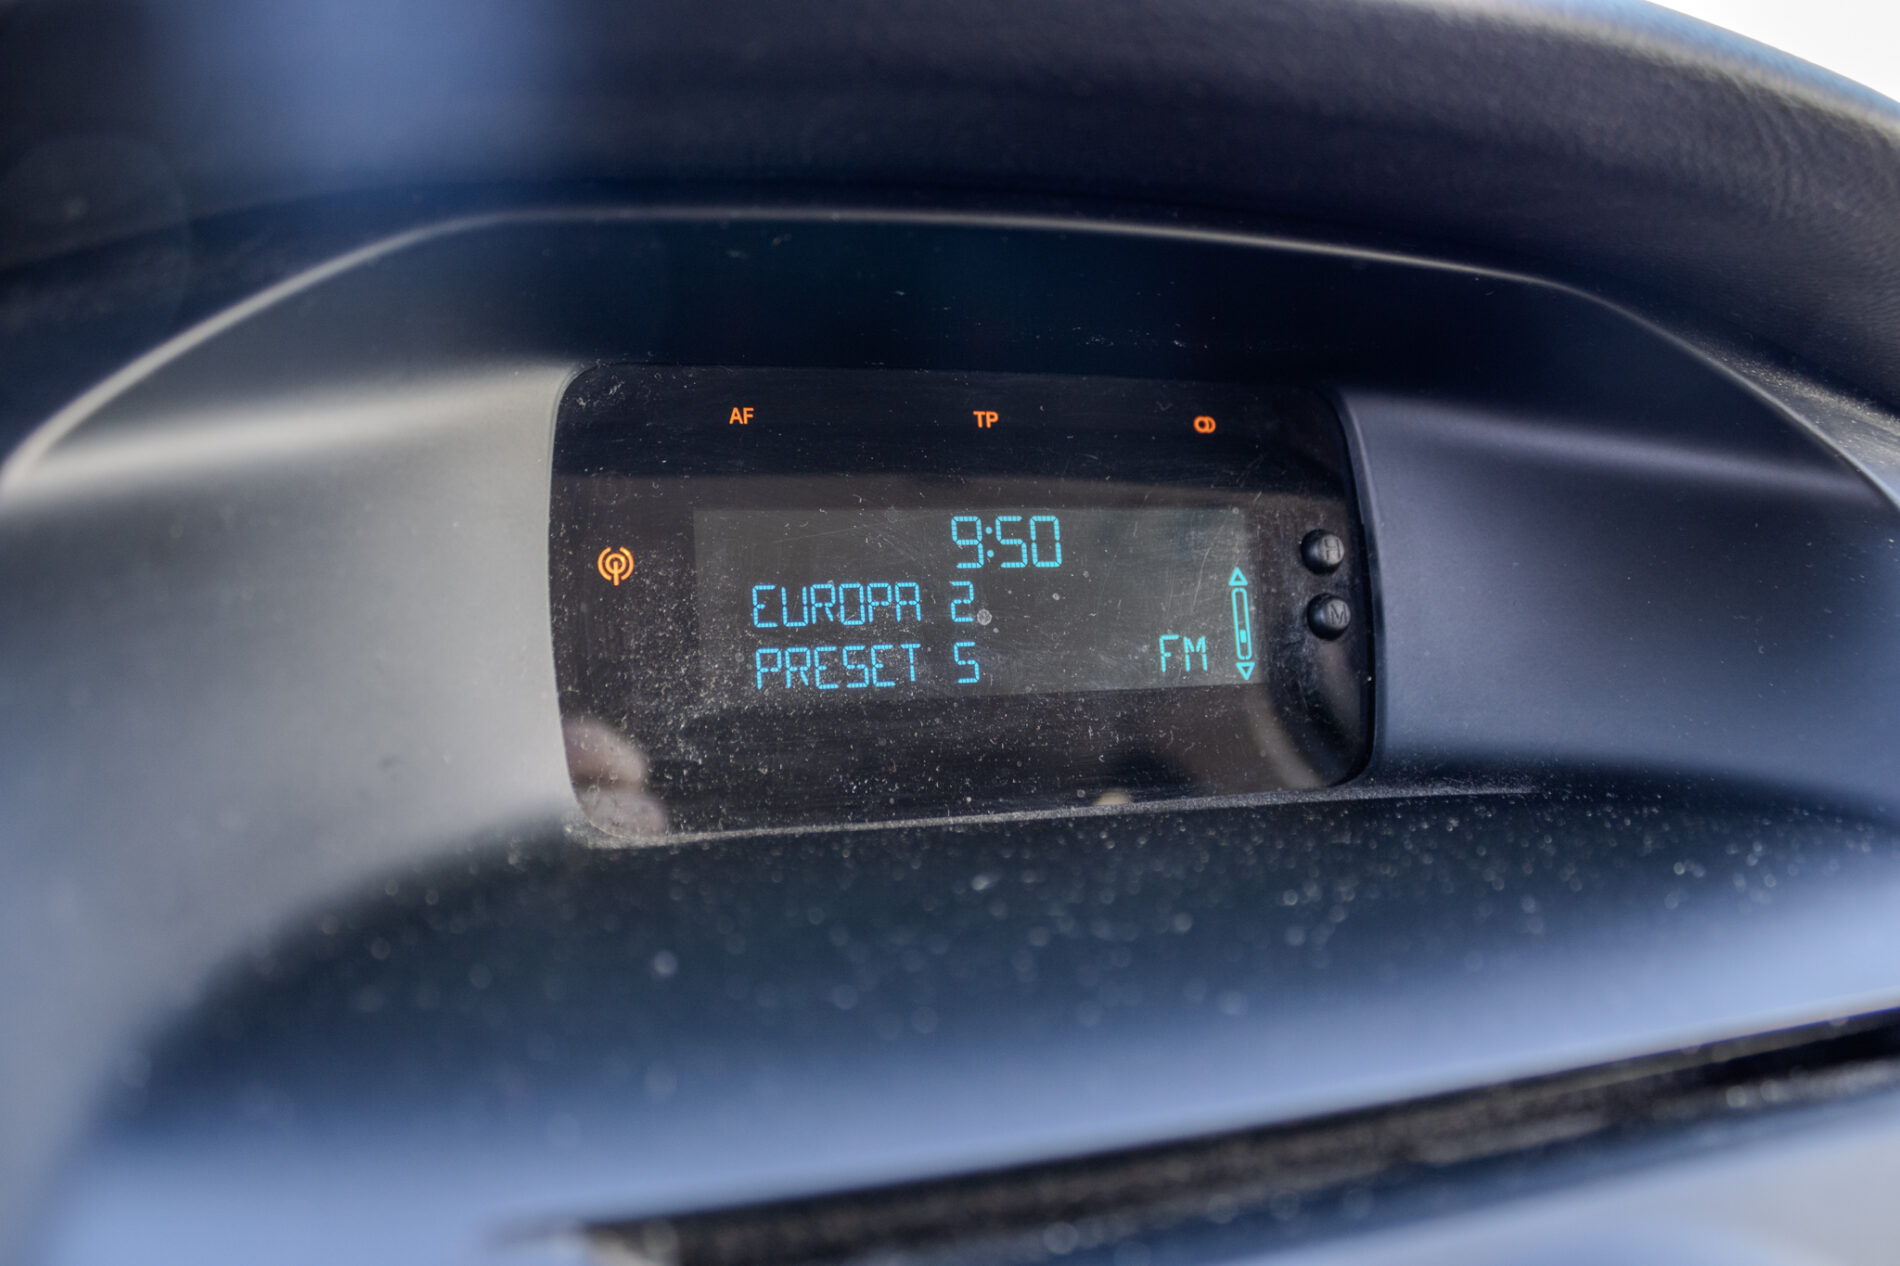 AF TP
9:50
EUROPA 2
PRESET 5 FM
H
M